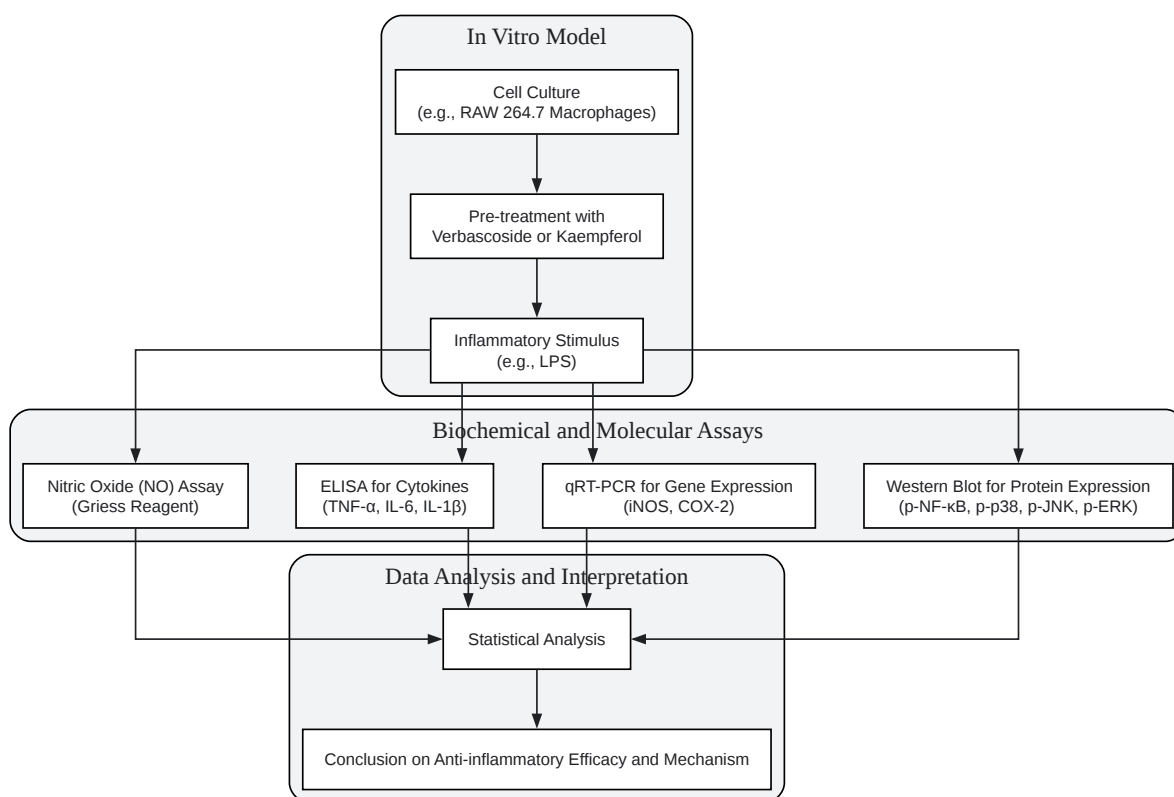 In Vitro Model
Cell Culture
(e.g., RAW 264.7 Macrophages)
Pre-treatment with
Verbascoside or Kaempferol
Inflammatory Stimulus
(e.g., LPS)
Biochemical and Molecular Assays
Nitric Oxide (NO) Assay
(Griess Reagent)
ELISA for Cytokines
(TNF-α, IL-6, IL-1β)
qRT-PCR for Gene Expression
(iNOS, COX-2)
Western Blot for Protein Expression
(p-NF-κB, p-p38, p-JNK, p-ERK)
Data Analysis and Interpretation
Statistical Analysis
Conclusion on Anti-inflammatory Efficacy and Mechanism